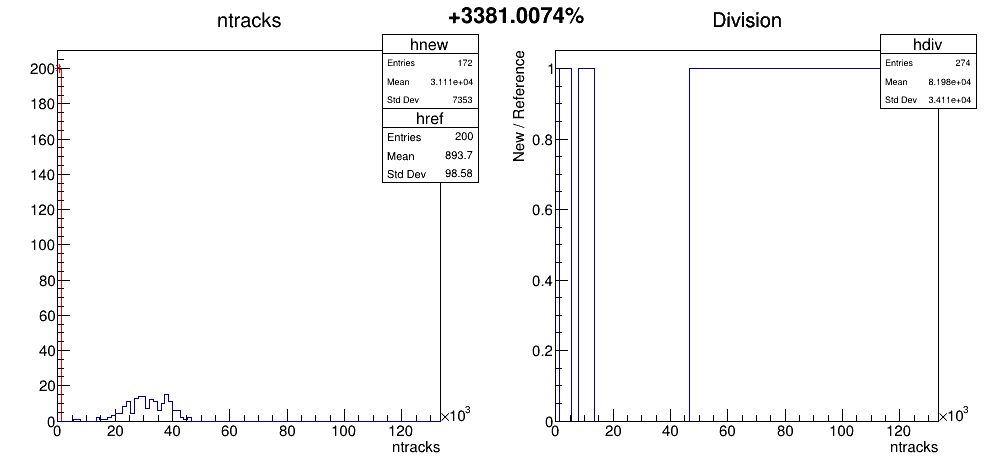 +3381.0074%
ntracks
hnew
Entries 172
Mean 3.111e+04
Std Dev 7353
href
Entries 200
Mean 893.7
Std Dev 98.58
200
180
160
140
120
100
80
60
40
20
0
0 20 40 60 80 100 120
×10³
ntracks
Division
hdiv
Entries 274
Mean 8.198e+04
Std Dev 3.411e+04
New / Reference
1
0.8
0.6
0.4
0.2
0
0 20 40 60 80 100 120
×10³
ntracks